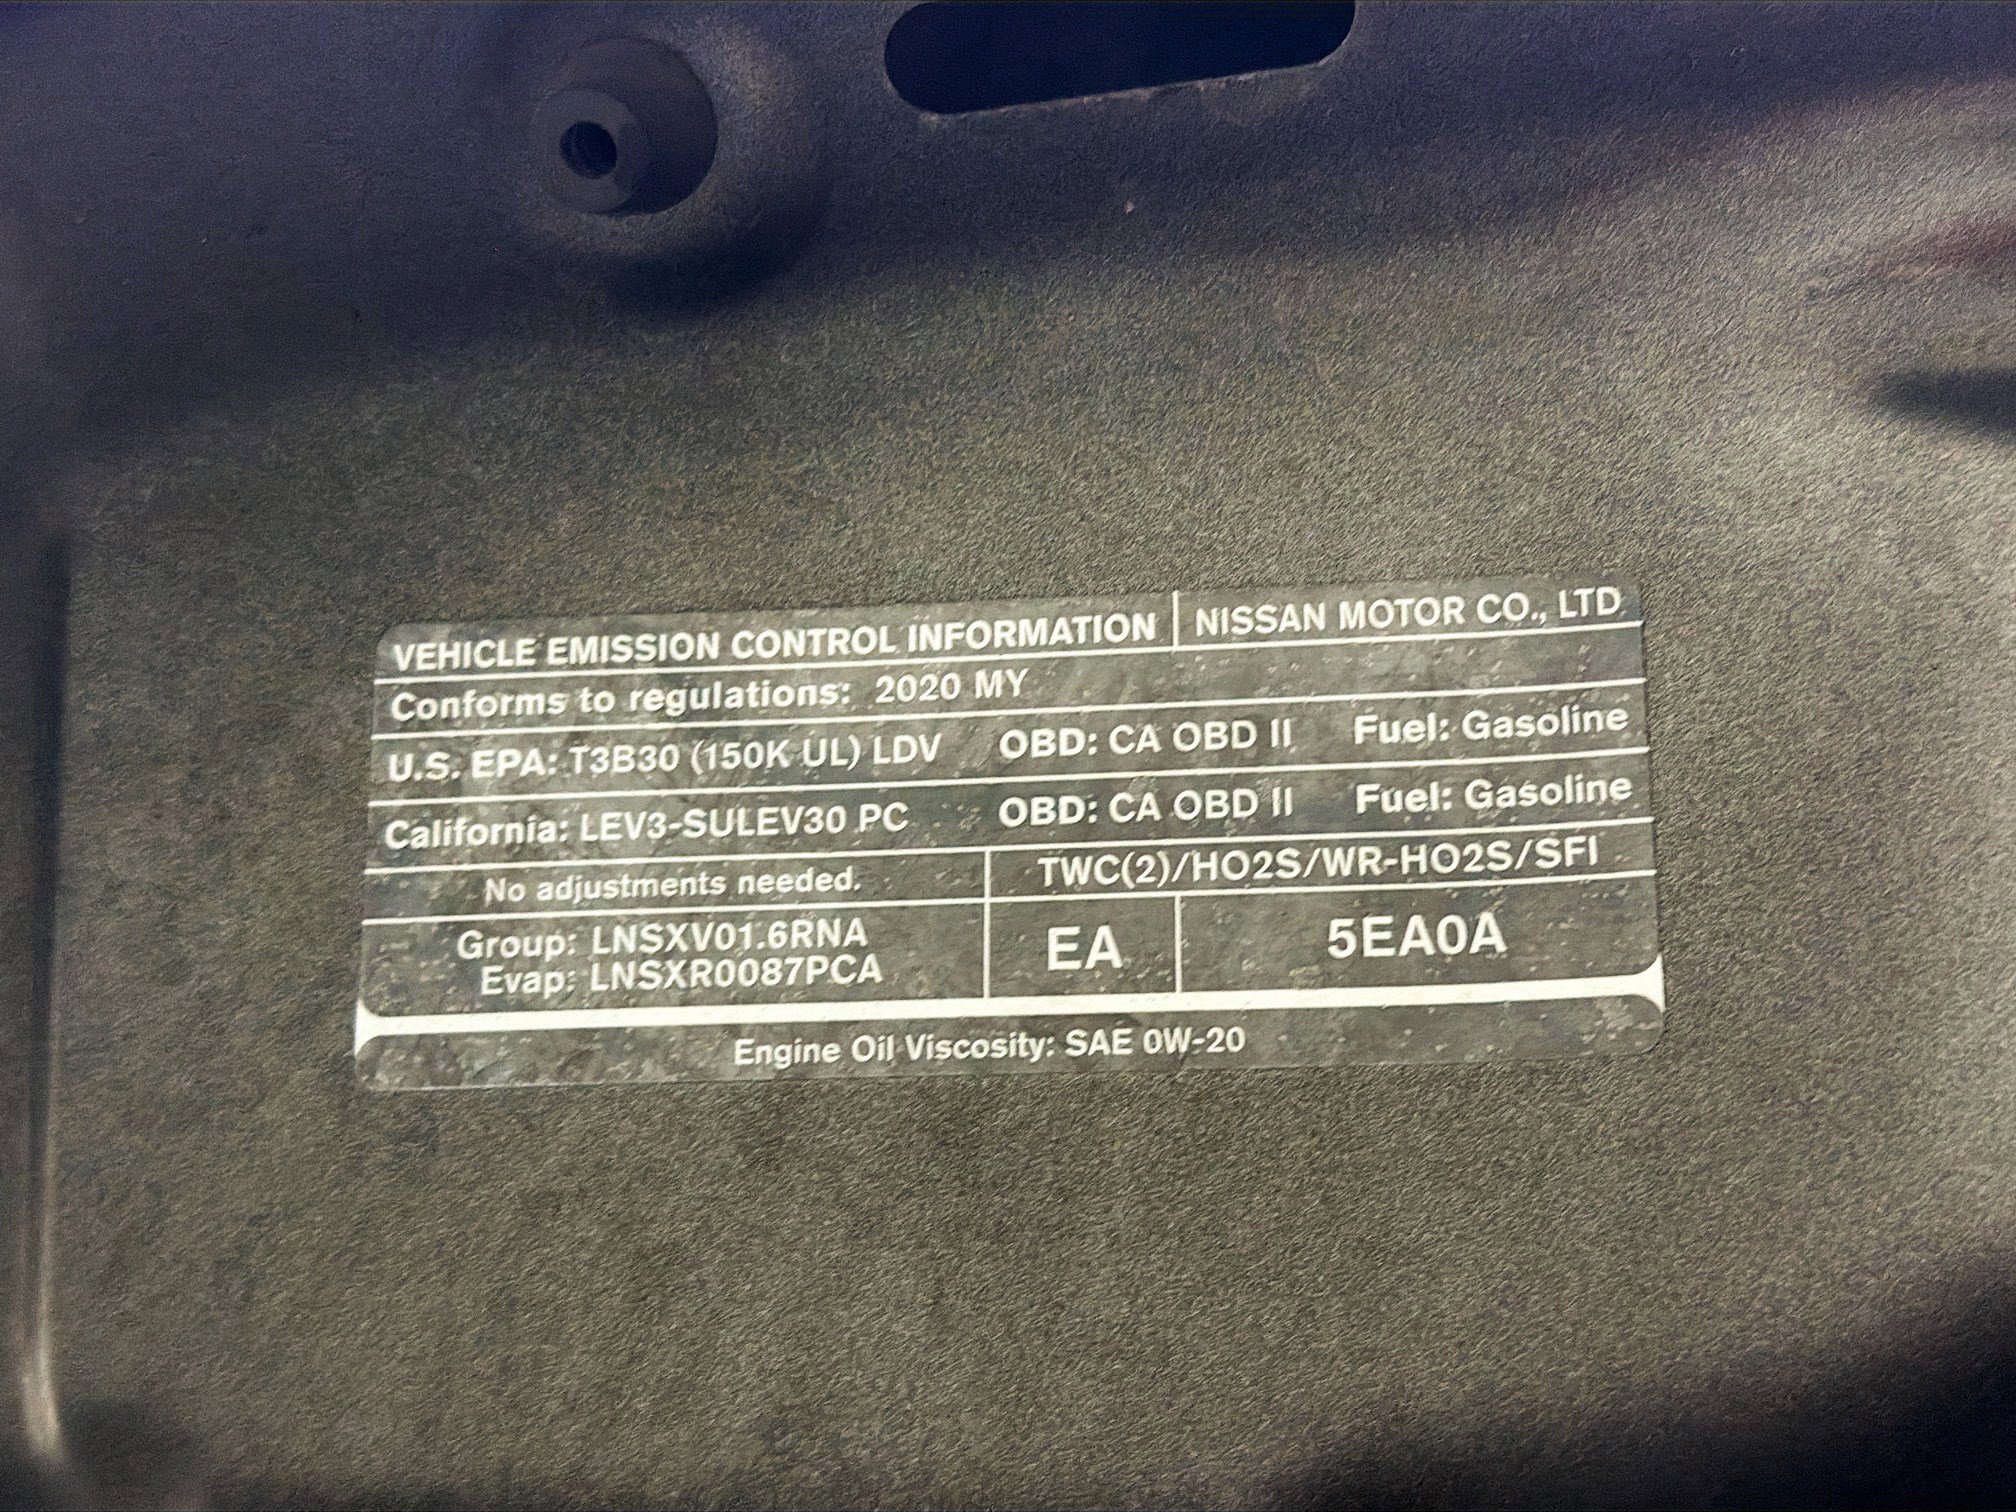 VEHICLE EMISSION CONTROL INFORMATION NISSAN MOTOR CO., LTD.
Conforms to regulations: 2020 MY
U.S. EPA: T3B30 (150K UL) LDV OBD: CA OBD II Fuel: Gasoline
California: LEV3-SULEV30 PC OBD: CA OBD II Fuel: Gasoline
No adjustments needed. TWC(2)/HO2S/WR-HO2S/SFI
Group: LNSXV01.6RNA
Evap: LNSXR0087PCA
EA 5EA0A
Engine Oil Viscosity: SAE 0W-20